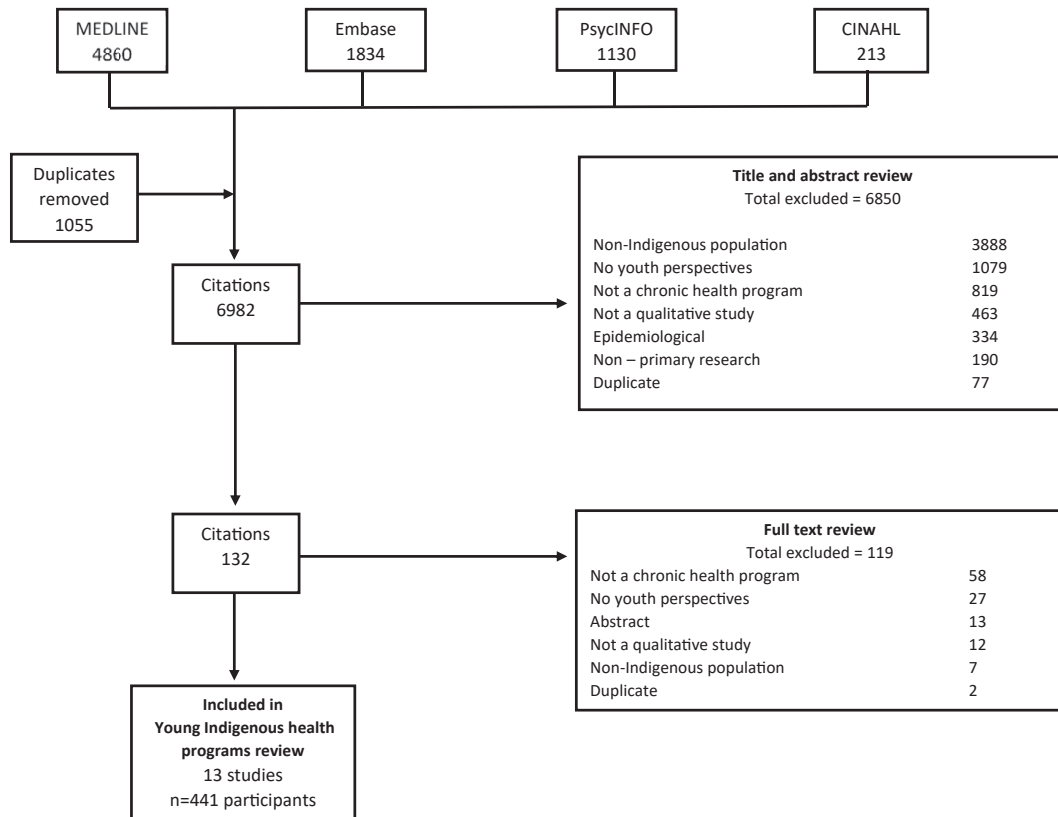 MEDLINE
4860
Embase
1834
PsycINFO
1130
CINAHL
213
Duplicates
removed
1055
Citations
6982
Title and abstract review
Total excluded = 6850
Non-Indigenous population 3888
No youth perspectives 1079
Not a chronic health program 819
Not a qualitative study 463
Epidemiological 334
Non – primary research 190
Duplicate 77
Citations
132
Full text review
Total excluded = 119
Not a chronic health program 58
No youth perspectives 27
Abstract 13
Not a qualitative study 12
Non-Indigenous population 7
Duplicate 2
Included in
Young Indigenous health
programs review
13 studies
n=441 participants